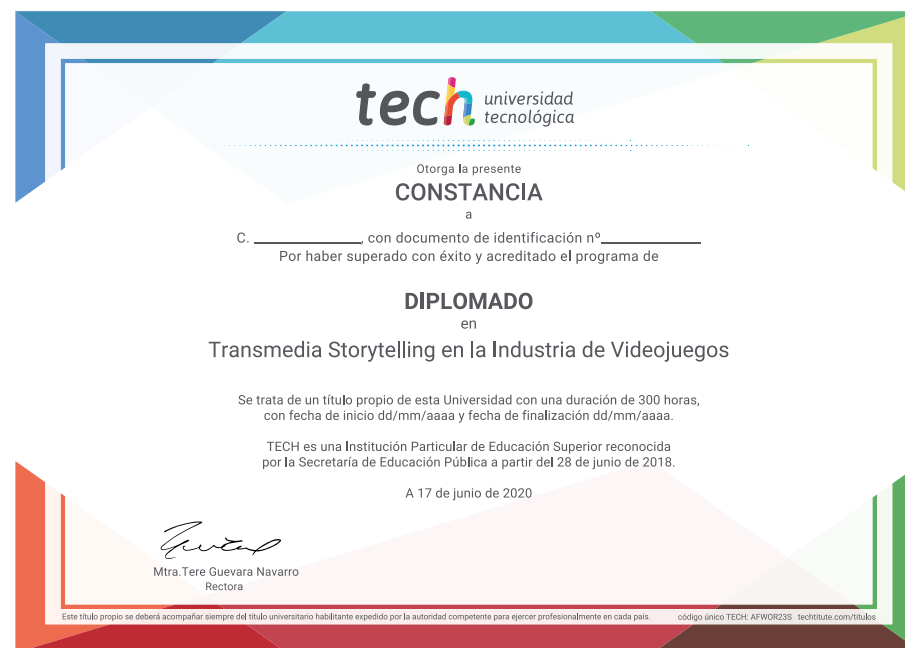 tech universidad
tecnológica
Otorga la presente
CONSTANCIA
a
C. ____________, con documento de identificación nº____________
Por haber superado con éxito y acreditado el programa de
DIPLOMADO
en
Transmedia Storytelling en la Industria de Videojuegos
Se trata de un título propio de esta Universidad con una duración de 300 horas,
con fecha de inicio dd/mm/aaaa y fecha de finalización dd/mm/aaaa.
TECH es una Institución Particular de Educación Superior reconocida
por la Secretaría de Educación Pública a partir del 28 de junio de 2018.
A 17 de junio de 2020
Mtra.Tere Guevara Navarro
Rectora
Este título propio se deberá acompañar siempre del título universitario habilitante expedido por la autoridad competente para ejercer profesionalmente en cada país. código único TECH: AFWOR23S techtitute.com/titulos